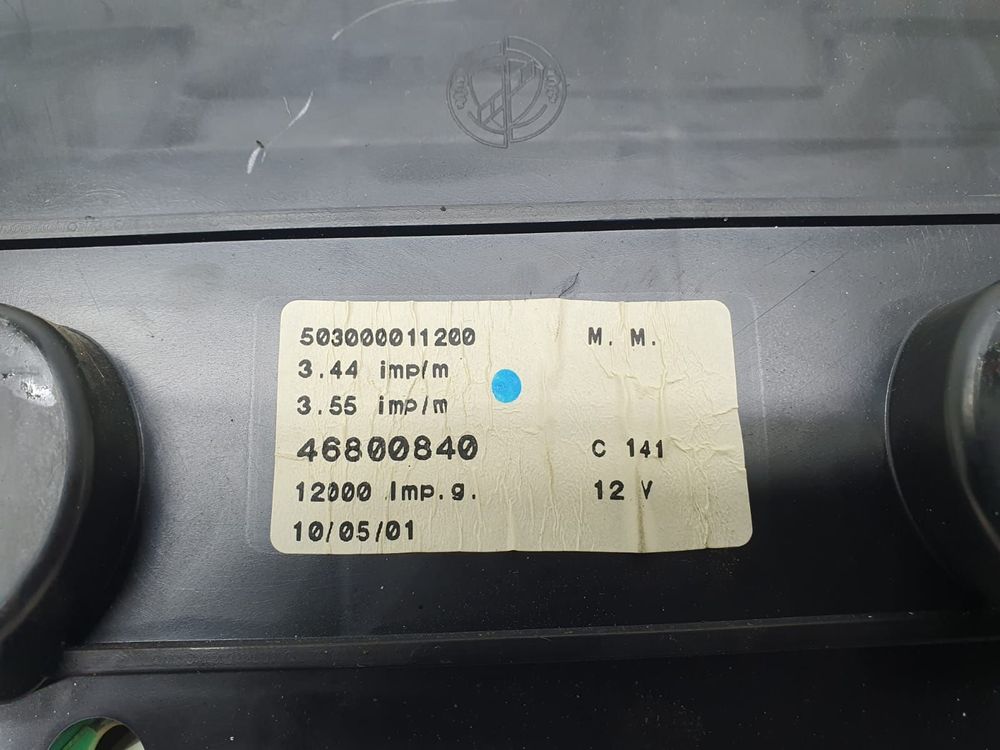 503000011200 M. M.
3.44 imp/m
3.55 imp/m
46800840 C 141
12000 Imp.g. 12 V
10/05/01